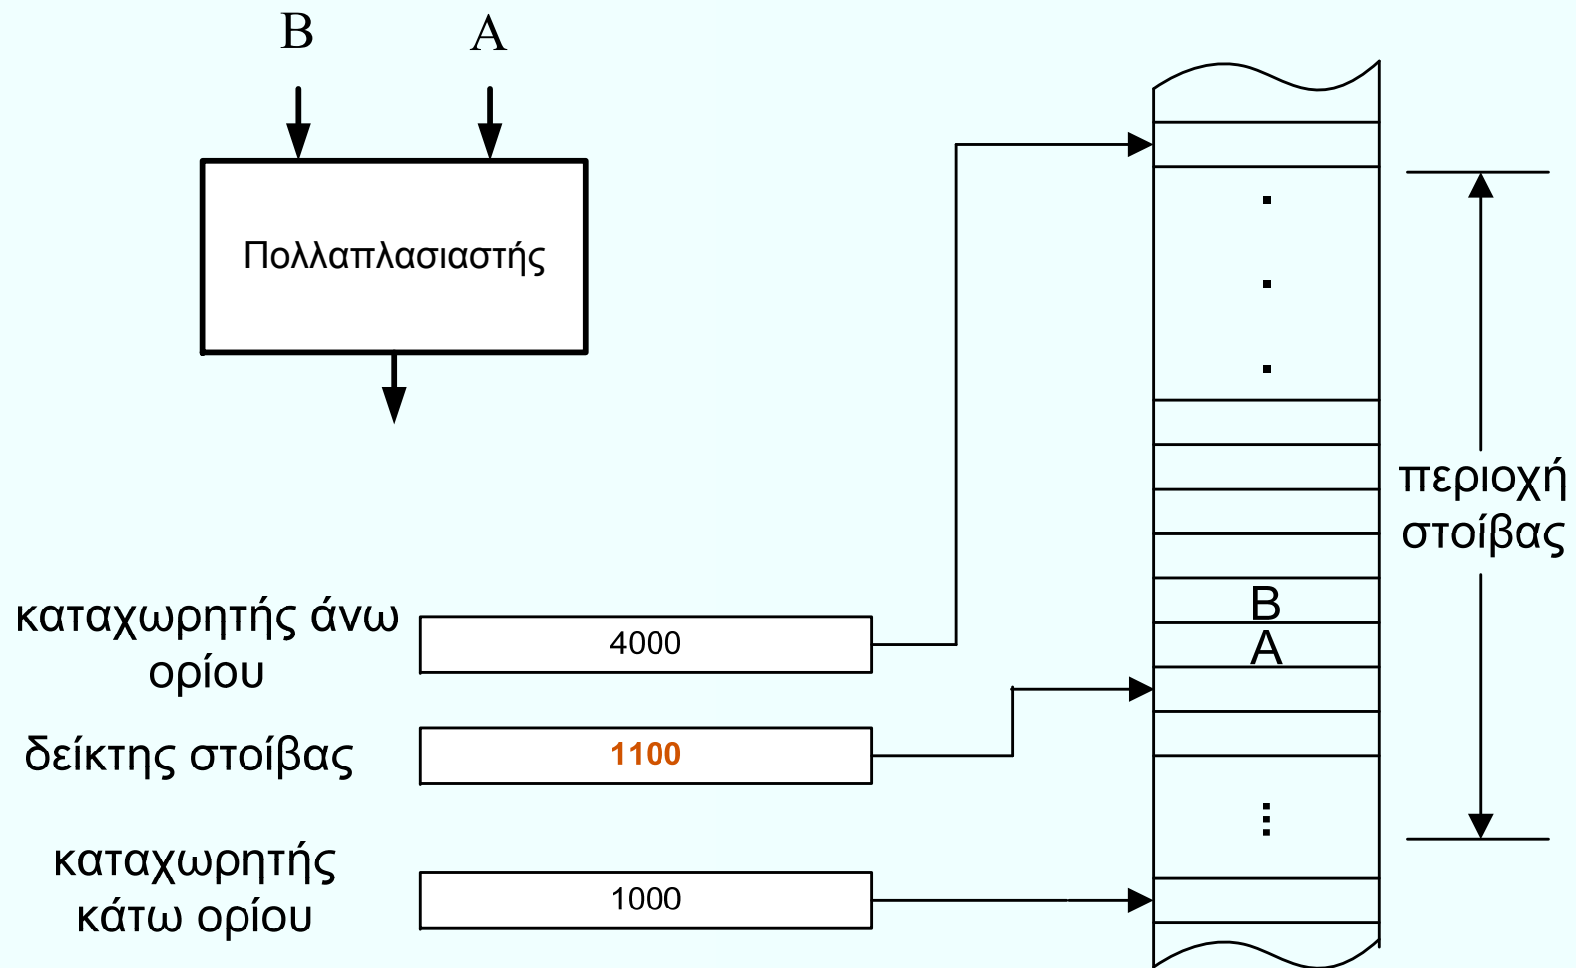 B A
Πολλαπλασιαστής
περιοχή
στοίβας
B
A
καταχωρητής άνω
ορίου
4000
δείκτης στοίβας
1100
καταχωρητής
κάτω ορίου
1000